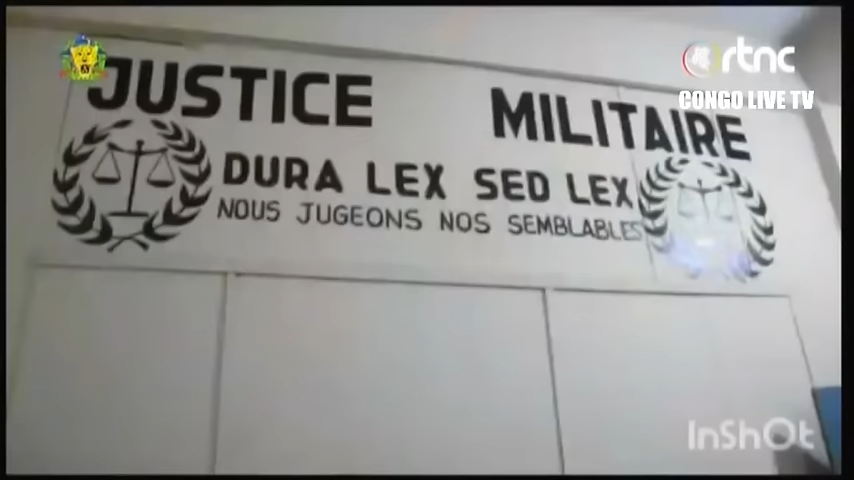 rtnc
CONGO LIVE TV
JUSTICE MILITAIRE
DURA LEX SED LEX
NOUS JUGEONS NOS SEMBLABLES
InShOt